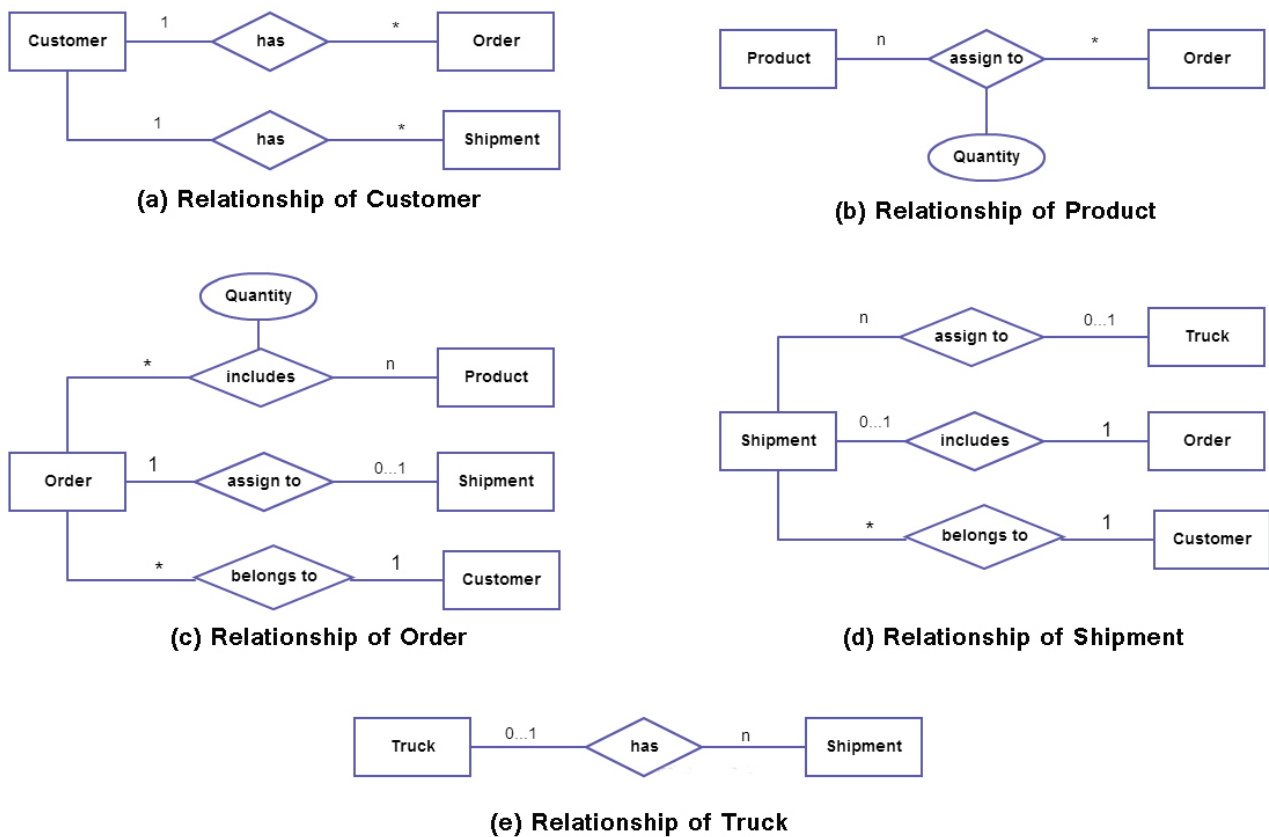 Customer 1 has * Order
1 has * Shipment
(a) Relationship of Customer
Product n assign to * Order
Quantity
(b) Relationship of Product
Quantity
* includes n Product
Order 1 assign to 0...1 Shipment
* belongs to 1 Customer
(c) Relationship of Order
n assign to 0...1 Truck
Shipment 0...1 includes 1 Order
* belongs to 1 Customer
(d) Relationship of Shipment
Truck 0...1 has n Shipment
(e) Relationship of Truck